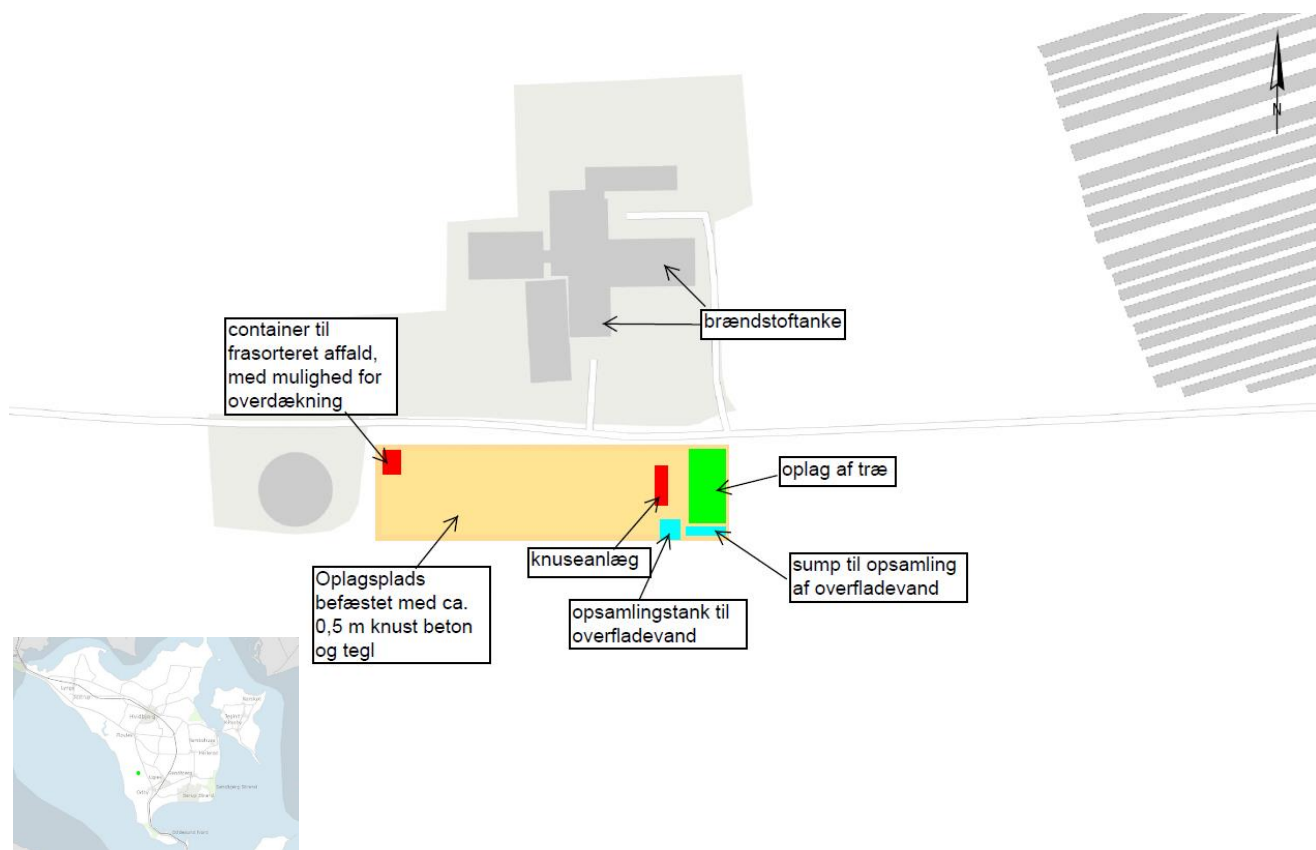 N
container til
frasorteret affald,
med mulighed for
overdækning
brændstoftanke
oplag af træ
knuseanlæg
sump til opsamling
af overfladevand
Oplagsplads
befæstet med ca.
0,5 m knust beton
og tegl
opsamlingstank til
overfladevand
Hvidbjerg